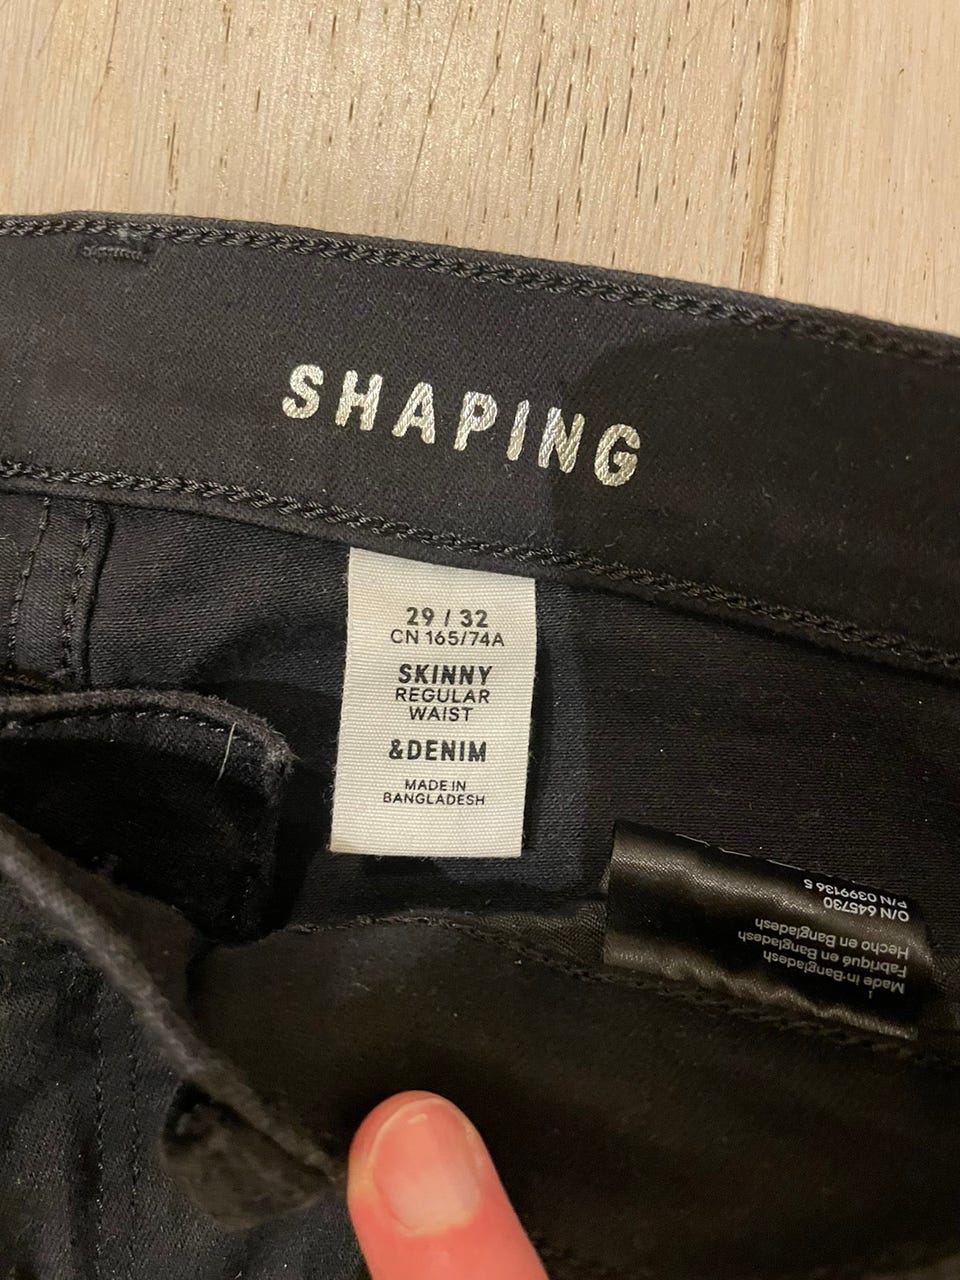 SHAPING
29 / 32
CN 165/74A
SKINNY
REGULAR
WAIST
&DENIM
MADE IN
BANGLADESH
1
Made in-Bangladesh
Fabriqué en Bangladesh
Hecho en Bangladesh
O/N 645730
P/N 0399136 5